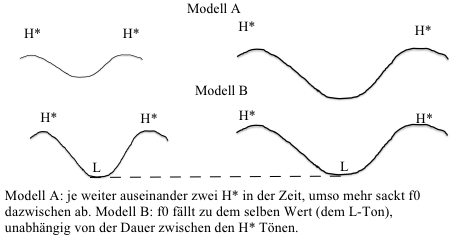 Modell A
H* H* H* H*
Modell B
H* H* H* H*
L L
Modell A: je weiter auseinander zwei H* in der Zeit, umso mehr sackt f0
dazwischen ab. Modell B: f0 fällt zu dem selben Wert (dem L-Ton),
unabhängig von der Dauer zwischen den H* Tönen.